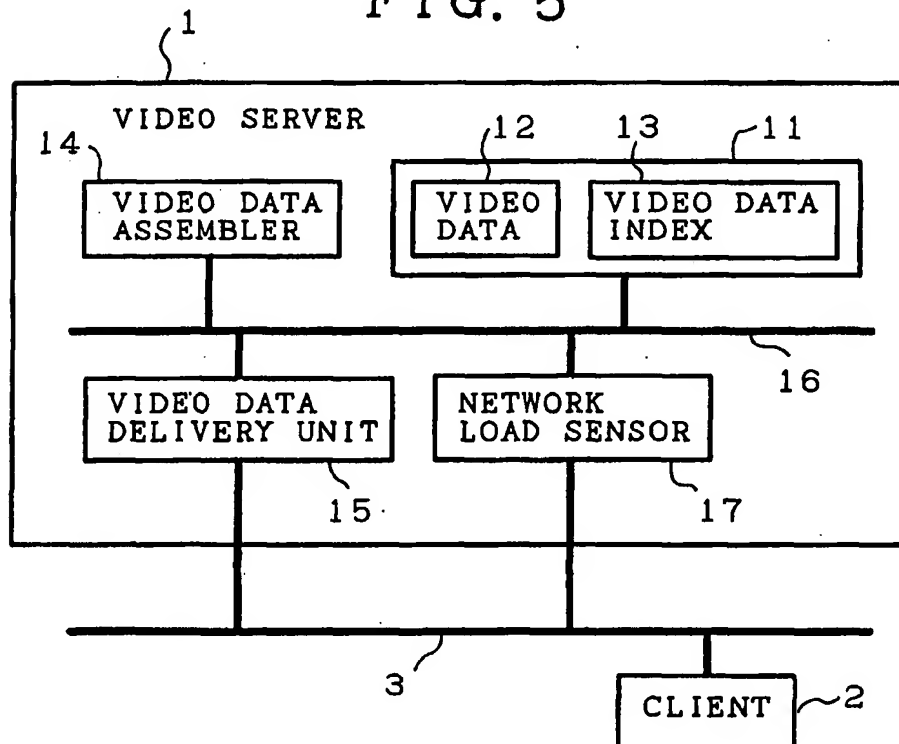 FIG. 5
1
VIDEO SERVER
14
12
13
11
VIDEO DATA
ASSEMBLER
VIDEO
DATA
VIDEO DATA
INDEX
16
VIDEO DATA
DELIVERY UNIT
NETWORK
LOAD SENSOR
15
17
3
CLIENT
2